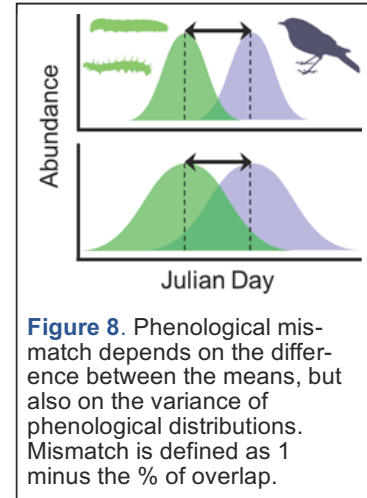 Abundance
Julian Day
Figure 8. Phenological mis-
match depends on the differ-
ence between the means, but
also on the variance of
phenological distributions.
Mismatch is defined as 1
minus the % of overlap.